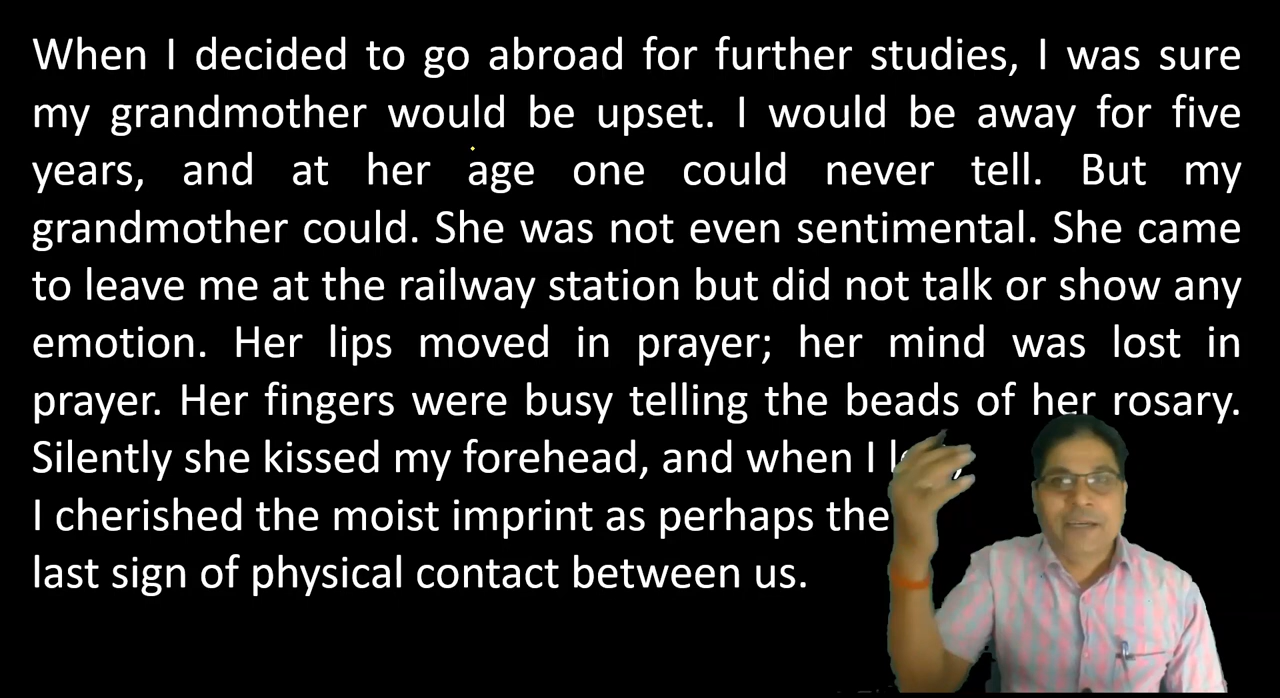 When I decided to go abroad for further studies, I was sure
my grandmother would be upset. I would be away for five
years, and at her age one could never tell. But my
grandmother could. She was not even sentimental. She came
to leave me at the railway station but did not talk or show any
emotion. Her lips moved in prayer; her mind was lost in
prayer. Her fingers were busy telling the beads of her rosary.
Silently she kissed my forehead, and when I
I cherished the moist imprint as perhaps the
last sign of physical contact between us.